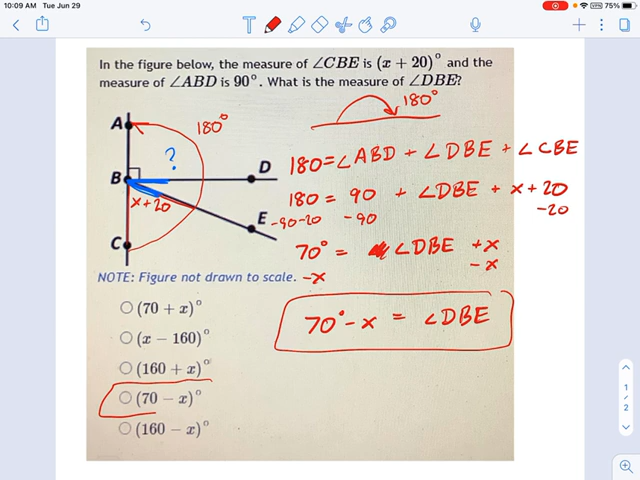 10:09 AM Tue Jun 29
VPN 75%
T
In the figure below, the measure of ∠CBE is (x + 20)° and the
measure of ∠ABD is 90°. What is the measure of ∠DBE?
180°
A
180°
?
D
180 = ∠ABD + ∠DBE + ∠CBE
B
x+20
180 = 90 + ∠DBE + x+20
E
-90-20 -90 -20
C
70° = ∠DBE +x
-x -x
NOTE: Figure not drawn to scale.
(70 + x)°
70° - x = ∠DBE
(x − 160)°
(160 + x)°
(70 − x)°
(160 − x)°
1
/
2